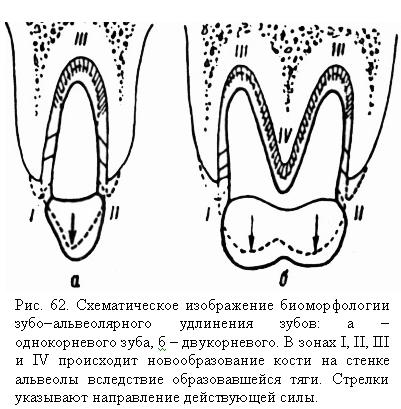 III III III
IV
I II I II
а б
Рис. 62. Схематическое изображение биоморфологии
зубо–альвеолярного удлинения зубов: а –
однокорневого зуба, б – двукорневого. В зонах I, II, III
и IV происходит новообразование кости на стенке
альвеолы вследствие образовавшейся тяги. Стрелки
указывают направление действующей силы.